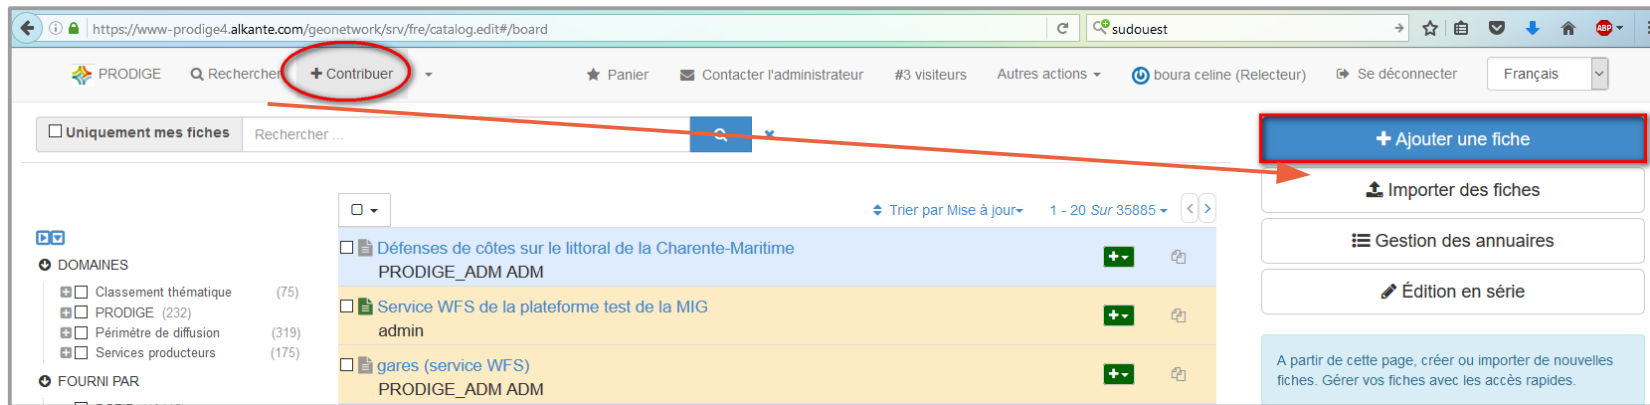 https://www-prodige4.alkante.com/geonetwork/srv/fre/catalog.edit#/board
sudouest
ABP
PRODIGE Rechercher + Contribuer Panier Contacter l'administrateur #3 visiteurs Autres actions boura celine (Relecteur) Se déconnecter Français
Uniquement mes fiches Rechercher ...
+ Ajouter une fiche
Importer des fiches
Trier par Mise à jour 1 - 20 Sur 35885
Gestion des annuaires
Édition en série
A partir de cette page, créer ou importer de nouvelles
fiches. Gérer vos fiches avec les accès rapides.
DOMAINES
Classement thématique (75)
PRODIGE (232)
Périmètre de diffusion (319)
Services producteurs (175)
FOURNI PAR
Défenses de côtes sur le littoral de la Charente-Maritime
PRODIGE_ADM ADM
Service WFS de la plateforme test de la MIG
admin
gares (service WFS)
PRODIGE_ADM ADM